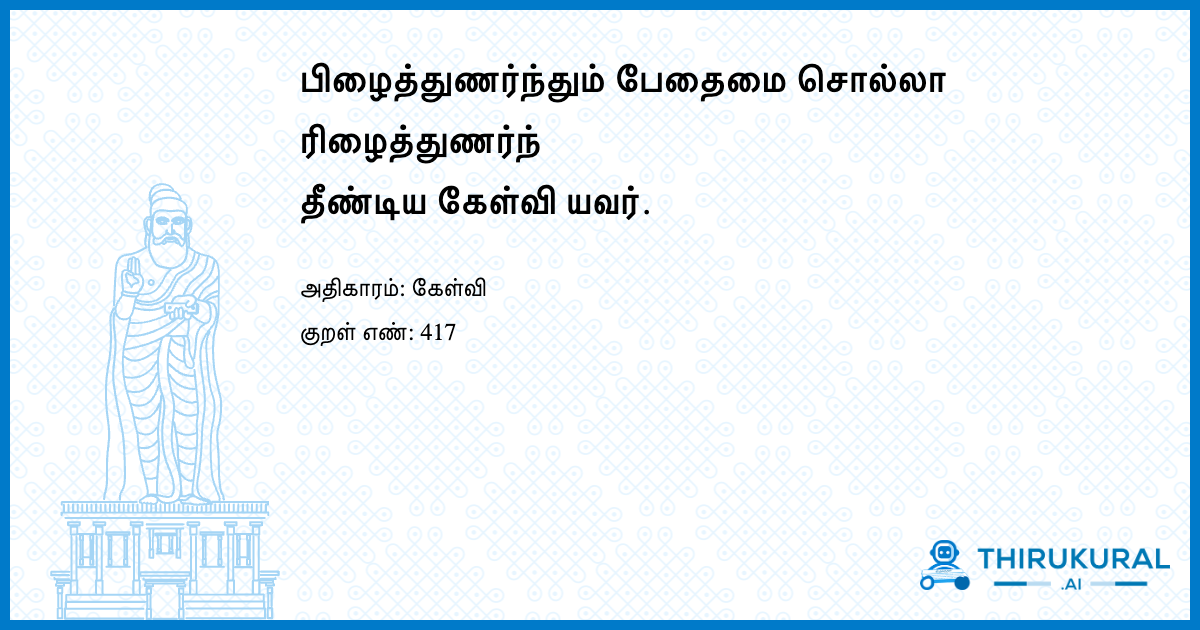 பிழைத்துணர்ந்தும் பேதைமை சொல்லா
ரிழைத்துணர்ந்
தீண்டிய கேள்வி யவர்.
அதிகாரம்: கேள்வி
குறள் எண்: 417
THIRUKURAL
.AI